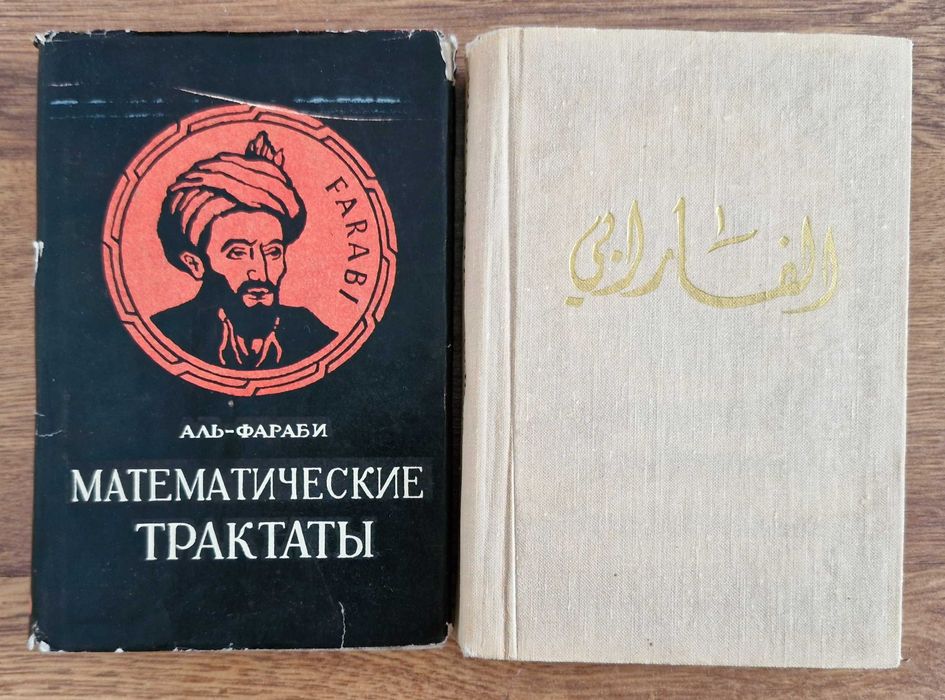 FARABI
АЛЬ-ФАРАБИ
МАТЕМАТИЧЕСКИЕ
ТРАКТАТЫ
الفارابي